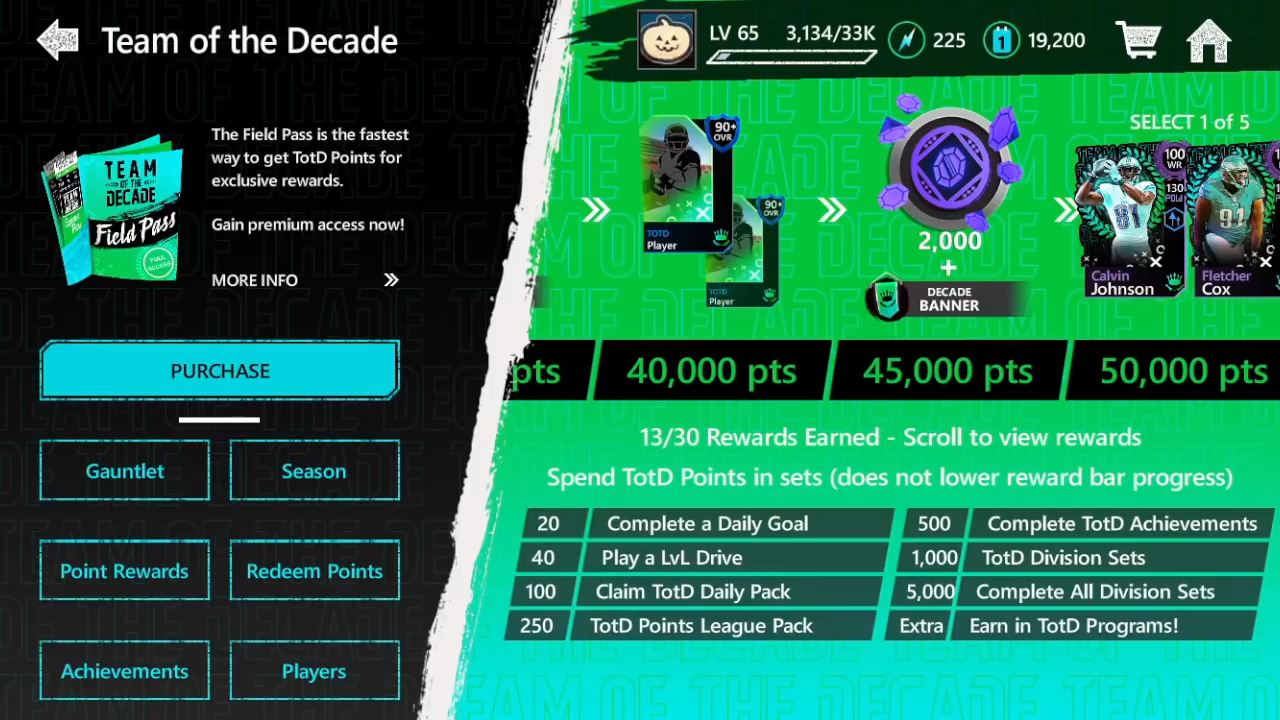 Team of the Decade
LV 65
3,134/33K
225
1
19,200
TEAM
OF THE
DECADE
Field Pass
FULL
ACCESS
The Field Pass is the fastest
way to get TotD Points for
exclusive rewards.
Gain premium access now!
MORE INFO
PURCHASE
Gauntlet
Season
Point Rewards
Redeem Points
Achievements
Players
90+
OVR
TOTD
Player
90+
OVR
TOTD
Player
2,000
+
DECADE
BANNER
SELECT 1 of 5
100
WR
130
POW
81
Calvin
Johnson
91
Fletcher
Cox
pts
40,000 pts
45,000 pts
50,000 pts
13/30 Rewards Earned - Scroll to view rewards
Spend TotD Points in sets (does not lower reward bar progress)
20 Complete a Daily Goal
40 Play a LvL Drive
100 Claim TotD Daily Pack
250 TotD Points League Pack
500 Complete TotD Achievements
1,000 TotD Division Sets
5,000 Complete All Division Sets
Extra Earn in TotD Programs!